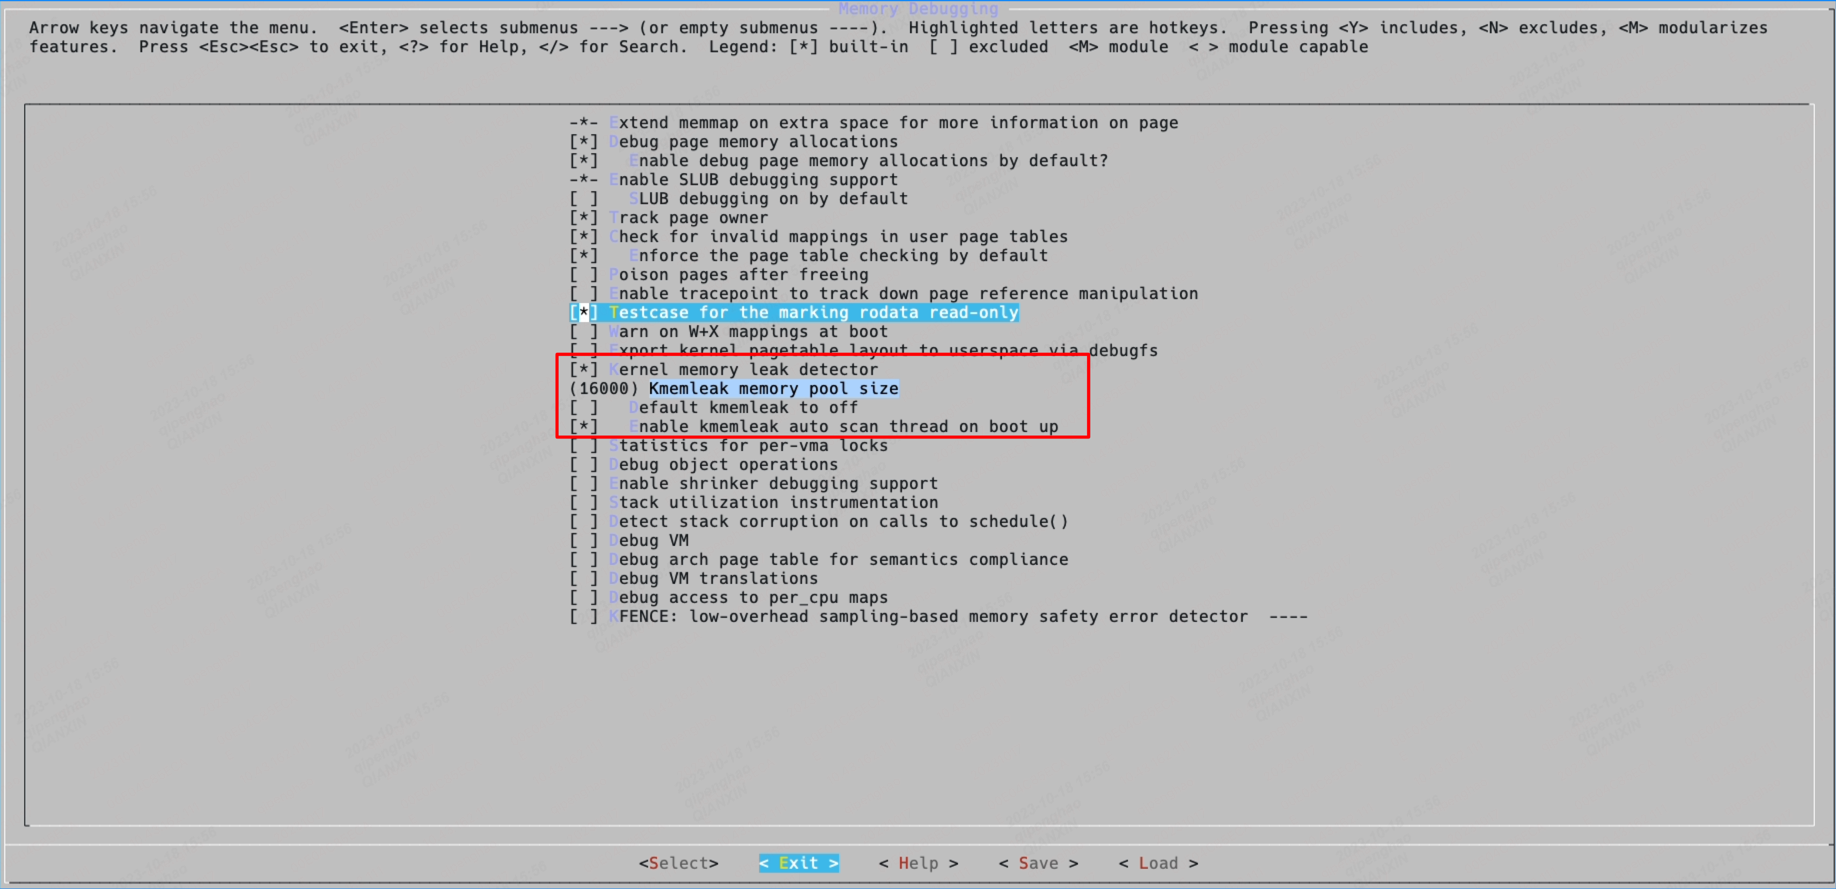 Memory Debugging
Arrow keys navigate the menu.  <Enter> selects submenus ---> (or empty submenus ----).  Highlighted letters are hotkeys.  Pressing <Y> includes, <N> excludes, <M> modularizes
features.  Press <Esc><Esc> to exit, <?> for Help, </> for Search.  Legend: [*] built-in  [ ] excluded  <M> module  < > module capable
-*- Extend memmap on extra space for more information on page
[*] Debug page memory allocations
[*]   Enable debug page memory allocations by default?
-*- Enable SLUB debugging support
[ ]   SLUB debugging on by default
[*] Track page owner
[*] Check for invalid mappings in user page tables
[*]   Enforce the page table checking by default
[ ] Poison pages after freeing
[ ] Enable tracepoint to track down page reference manipulation
[*] Testcase for the marking rodata read-only
[ ] Warn on W+X mappings at boot
[ ] Export kernel pagetable layout to userspace via debugfs
[*] Kernel memory leak detector
(16000) Kmemleak memory pool size
[ ]   Default kmemleak to off
[*]   Enable kmemleak auto scan thread on boot up
[ ] Statistics for per-vma locks
[ ] Debug object operations
[ ] Enable shrinker debugging support
[ ] Stack utilization instrumentation
[ ] Detect stack corruption on calls to schedule()
[ ] Debug VM
[ ] Debug arch page table for semantics compliance
[ ] Debug VM translations
[ ] Debug access to per_cpu maps
[ ] KFENCE: low-overhead sampling-based memory safety error detector  ----
<Select>    < Exit >    < Help >    < Save >    < Load >